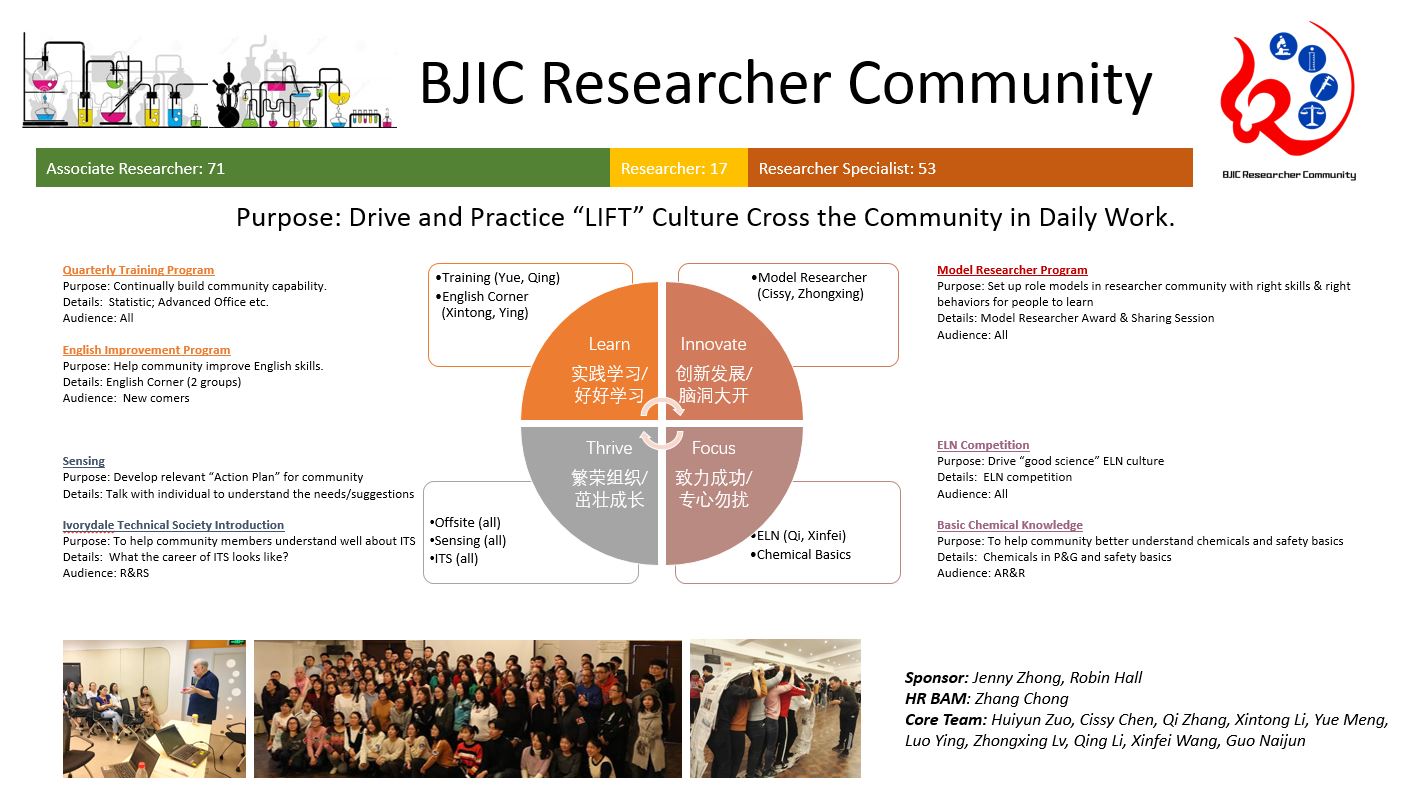 BJIC Researcher Community
BJIC Researcher Community
Associate Researcher: 71
Researcher: 17
Researcher Specialist: 53
Purpose: Drive and Practice “LIFT” Culture Cross the Community in Daily Work.
Quarterly Training Program
Purpose: Continually build community capability.
Details:  Statistic; Advanced Office etc.
Audience: All
English Improvement Program
Purpose: Help community improve English skills.
Details: English Corner (2 groups)
Audience:  New comers
Sensing
Purpose: Develop relevant “Action Plan” for community
Details: Talk with individual to understand the needs/suggestions
Ivorydale Technical Society Introduction
Purpose: To help community members understand well about ITS
Details:  What the career of ITS looks like?
Audience: R&RS
•Training (Yue, Qing)
•English Corner
(Xintong, Ying)
•Model Researcher
(Cissy, Zhongxing)
Learn
实践学习/
好好学习
Innovate
创新发展/
脑洞大开
Thrive
繁荣组织/
茁壮成长
Focus
致力成功/
专心勿扰
•Offsite (all)
•Sensing (all)
•ITS (all)
•ELN (Qi, Xinfei)
•Chemical Basics
Model Researcher Program
Purpose: Set up role models in researcher community with right skills & right
behaviors for people to learn
Details: Model Researcher Award & Sharing Session
Audience: All
ELN Competition
Purpose: Drive “good science” ELN culture
Details:  ELN competition
Audience: All
Basic Chemical Knowledge
Purpose: To help community better understand chemicals and safety basics
Details:  Chemicals in P&G and safety basics
Audience: AR&R
Sponsor: Jenny Zhong, Robin Hall
HR BAM: Zhang Chong
Core Team: Huiyun Zuo, Cissy Chen, Qi Zhang, Xintong Li, Yue Meng,
Luo Ying, Zhongxing Lv, Qing Li, Xinfei Wang, Guo Naijun